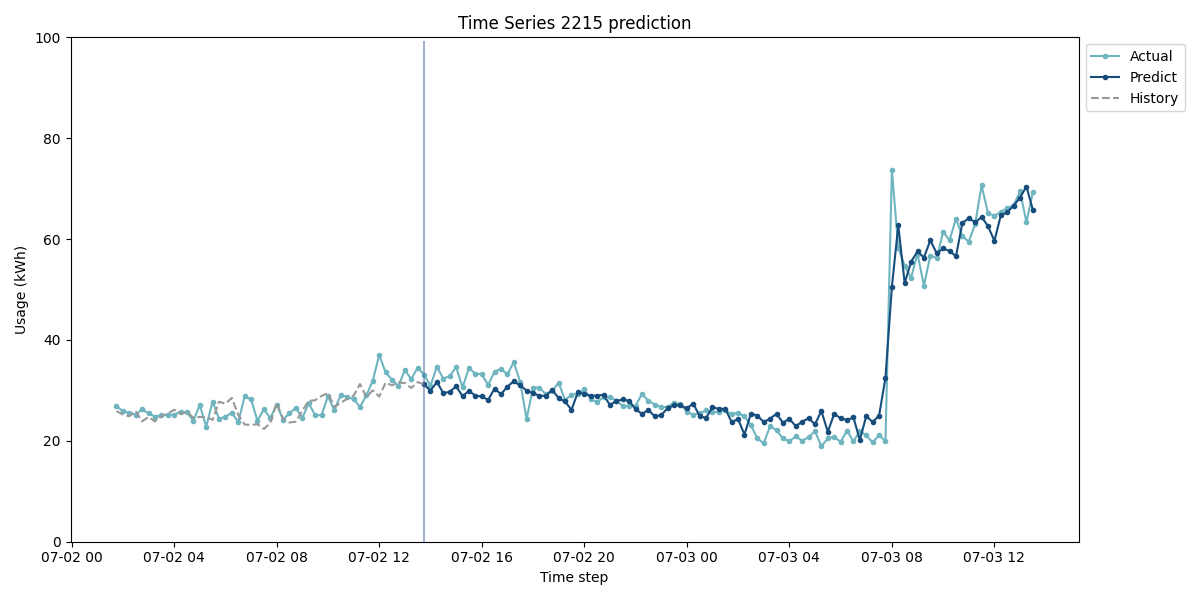 Time Series 2215 prediction
Usage (kWh)
100
80
60
40
20
0
07-02 00
07-02 04
07-02 08
07-02 12
07-02 16
07-02 20
07-03 00
07-03 04
07-03 08
07-03 12
Time step
Actual
Predict
History